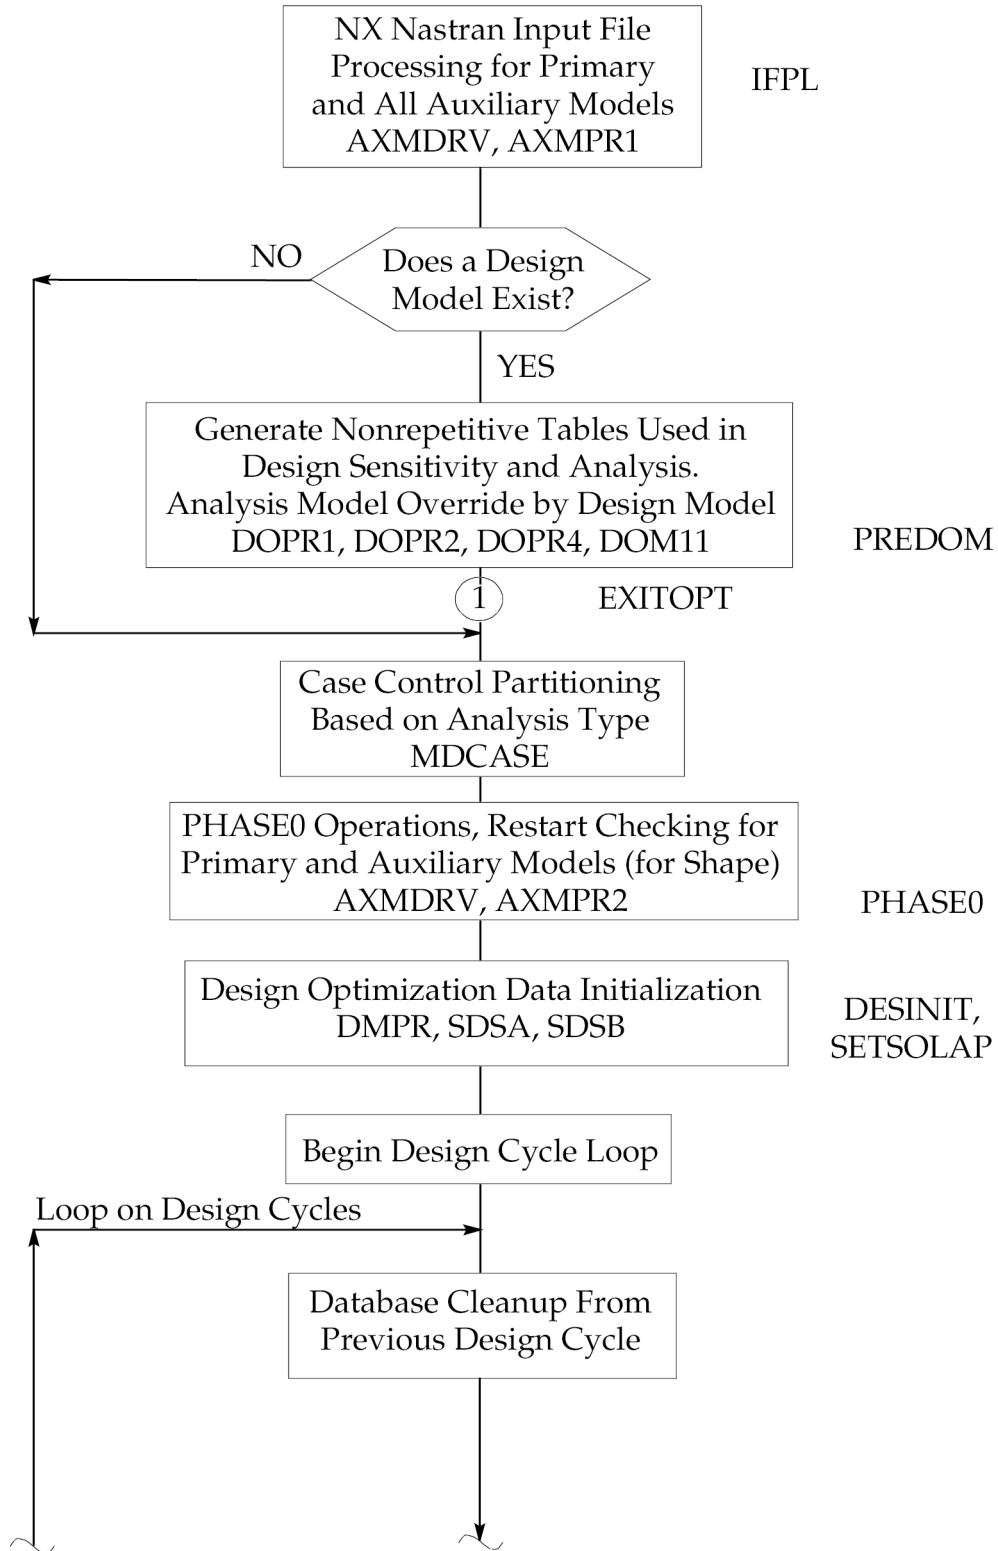 NX Nastran Input File
Processing for Primary
and All Auxiliary Models
AXMDRV, AXMPR1
IFPL
NO
Does a Design
Model Exist?
YES
Generate Nonrepetitive Tables Used in
Design Sensitivity and Analysis.
Analysis Model Override by Design Model
DOPR1, DOPR2, DOPR4, DOM11
PREDOM
1
EXITOPT
Case Control Partitioning
Based on Analysis Type
MDCASE
PHASE0 Operations, Restart Checking for
Primary and Auxiliary Models (for Shape)
AXMDRV, AXMPR2
PHASE0
Design Optimization Data Initialization
DMPR, SDSA, SDSB
DESINIT,
SETSOLAP
Begin Design Cycle Loop
Loop on Design Cycles
Database Cleanup From
Previous Design Cycle